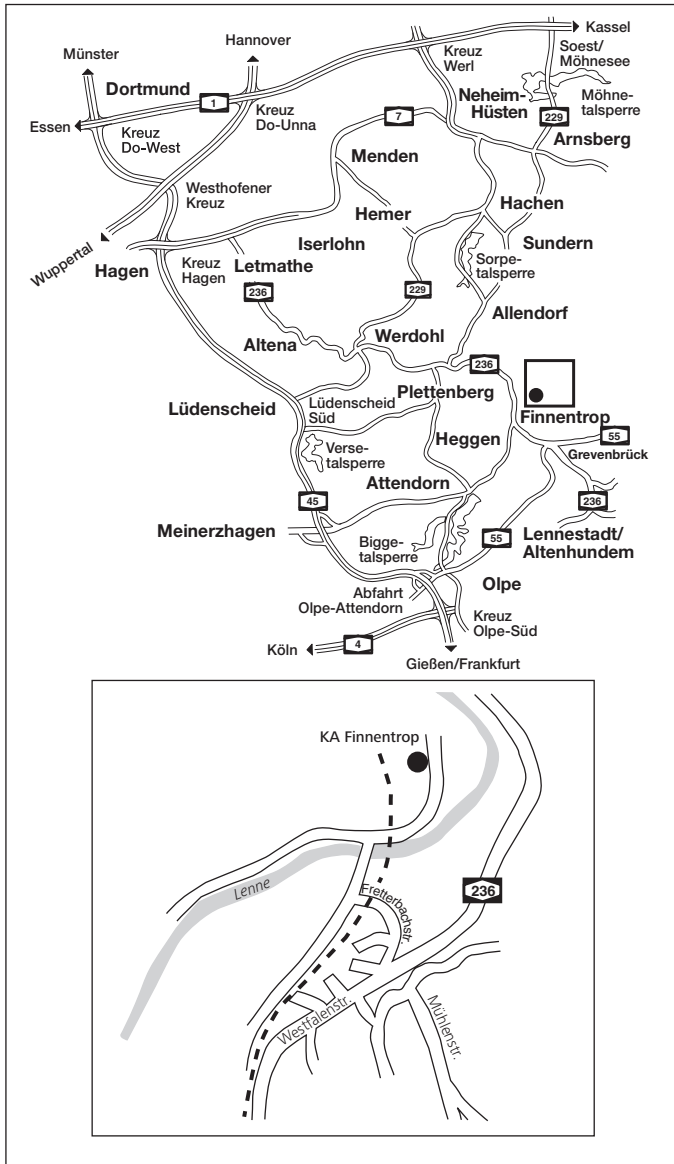 Münster
Hannover
Kassel
Kreuz
Werl
Soest/
Möhnesee
Dortmund
1
Neheim-
Hüsten
Möhne-
talsperre
Essen
Kreuz
Do-West
Kreuz
Do-Unna
7
229
Arnsberg
Menden
Westhofener
Kreuz
Hachen
Hemer
Wuppertal
Iserlohn
Sundern
Hagen
Kreuz
Hagen
Letmathe
Sorpe-
talsperre
236
229
Allendorf
Altena
Werdohl
236
Plettenberg
Lüdenscheid
Lüdenscheid
Süd
Finnentrop
Heggen
55
Grevenbrück
Verse-
talsperre
Attendorn
45
236
Meinerzhagen
Bigge-
talsperre
55
Lennestadt/
Altenhundem
Olpe
Abfahrt
Olpe-Attendorn
Kreuz
Olpe-Süd
Köln
4
Gießen/Frankfurt
KA Finnentrop
Lenne
Fretterbachstr.
236
Westfalenstr.
Mühlenstr.